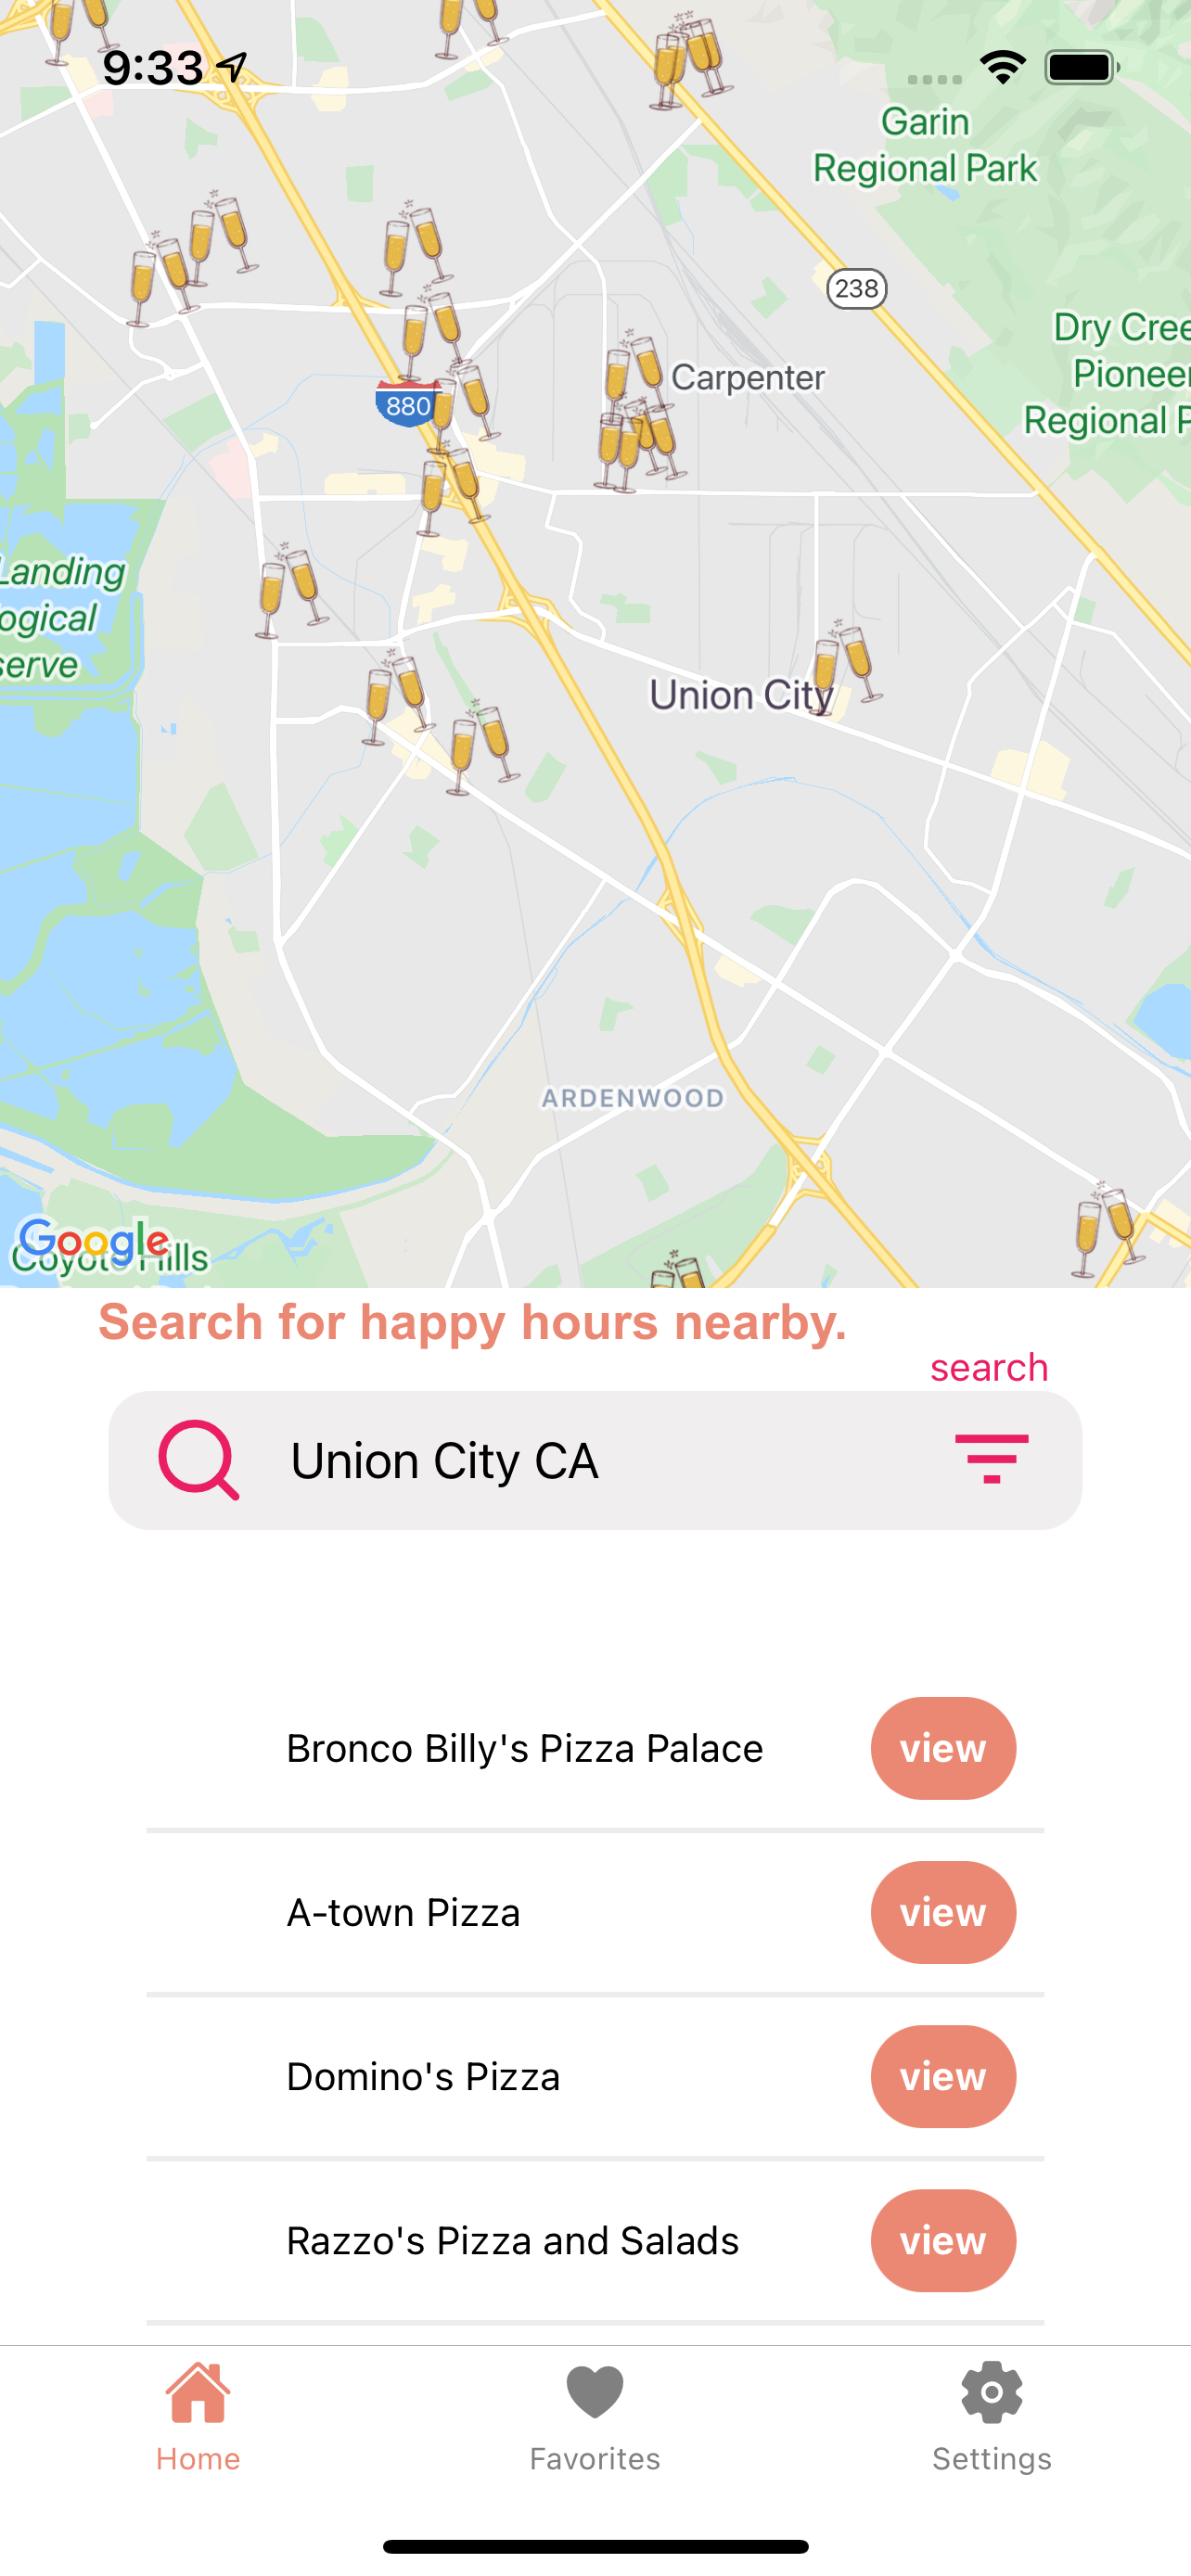 9:33
Garin
Regional Park
238
Dry Cree
Pioneer
Regional P
Carpenter
880
Landing
ogical
serve
Union City
ARDENWOOD
Google
Coyote Hills
Search for happy hours nearby.
search
Union City CA
Bronco Billy's Pizza Palace
view
A-town Pizza
view
Domino's Pizza
view
Razzo's Pizza and Salads
view
Home
Favorites
Settings